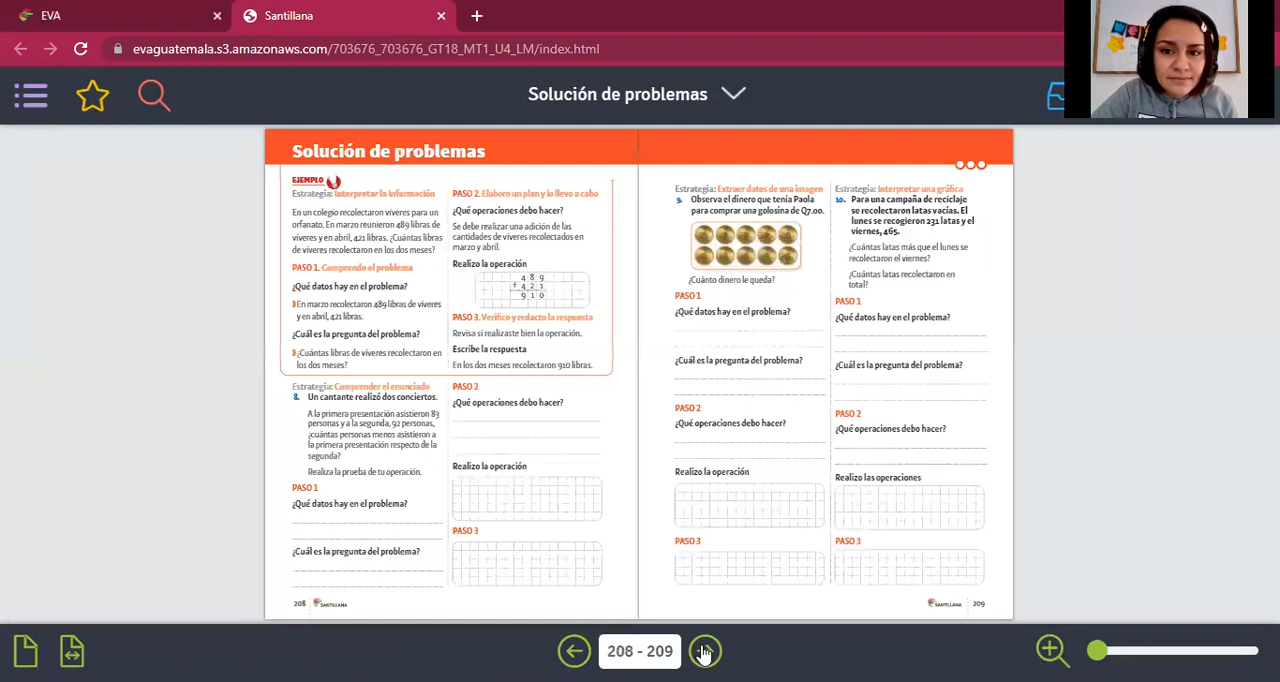 EVA
Santillana
evaguatemala.s3.amazonaws.com/703676_703676_GT18_MT1_U4_LM/index.html
Solución de problemas
Solución de problemas
EJEMPLO
Estrategia: Interpretar la información
En un colegio recolectaron víveres para un
orfanato. En marzo reunieron 489 libras de
víveres y en abril, 421 libras. ¿Cuántas libras
de víveres recolectaron en los dos meses?
PASO 1. Comprendo el problema
¿Qué datos hay en el problema?
En marzo recolectaron 489 libras de víveres
y en abril, 421 libras.
¿Cuál es la pregunta del problema?
¿Cuántas libras de víveres recolectaron en
los dos meses?
PASO 2. Elaboro un plan y lo llevo a cabo
¿Qué operaciones debo hacer?
Se debe realizar una adición de las
cantidades de víveres recolectados en
marzo y abril.
Realizo la operación
4 8 9
+ 4 2 1
9 1 0
PASO 3. Verifico y redacto la respuesta
Revisa si realizaste bien la operación.
Escribe la respuesta
En los dos meses recolectaron 910 libras.
Estrategia: Comprender el enunciado
8. Un cantante realizó dos conciertos.
A la primera presentación asistieron 83
personas y a la segunda, 92 personas,
¿cuántas personas menos asistieron a
la primera presentación respecto de la
segunda?
Realiza la prueba de tu operación.
PASO 1
¿Qué datos hay en el problema?
¿Cuál es la pregunta del problema?
PASO 2
¿Qué operaciones debo hacer?
Realizo la operación
PASO 3
208 SANTILLANA
Estrategia: Extraer datos de una imagen
9. Observa el dinero que tenía Paola
para comprar una golosina de Q7.00.
¿Cuánto dinero le queda?
PASO 1
¿Qué datos hay en el problema?
¿Cuál es la pregunta del problema?
PASO 2
¿Qué operaciones debo hacer?
Realizo la operación
PASO 3
Estrategia: Interpretar una gráfica
10. Para una campaña de reciclaje
se recolectaron latas vacías. El
lunes se recogieron 231 latas y el
viernes, 465.
¿Cuántas latas más que el lunes se
recolectaron el viernes?
¿Cuántas latas recolectaron en
total?
PASO 1
¿Qué datos hay en el problema?
¿Cuál es la pregunta del problema?
PASO 2
¿Qué operaciones debo hacer?
Realizo las operaciones
PASO 3
SANTILLANA 209
208 - 209